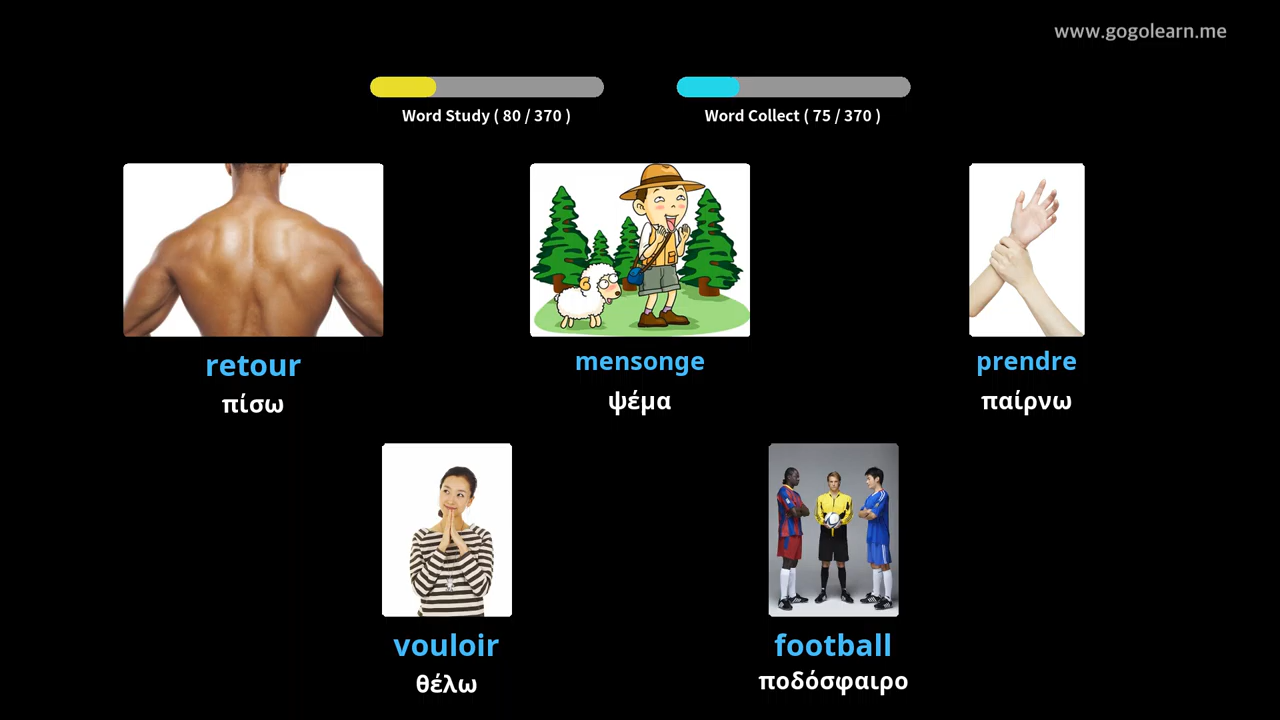 www.gogolearn.me
Word Study ( 80 / 370 )
Word Collect ( 75 / 370 )
retour
πίσω
mensonge
ψέμα
prendre
παίρνω
vouloir
θέλω
football
ποδόσφαιρο